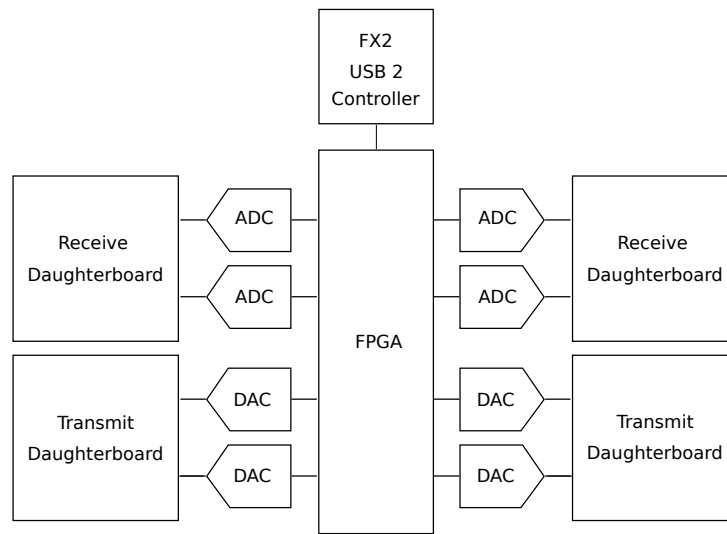 FX2
USB 2
Controller
Receive
Daughterboard
ADC
ADC
FPGA
ADC
ADC
Receive
Daughterboard
Transmit
Daughterboard
DAC
DAC
DAC
DAC
Transmit
Daughterboard